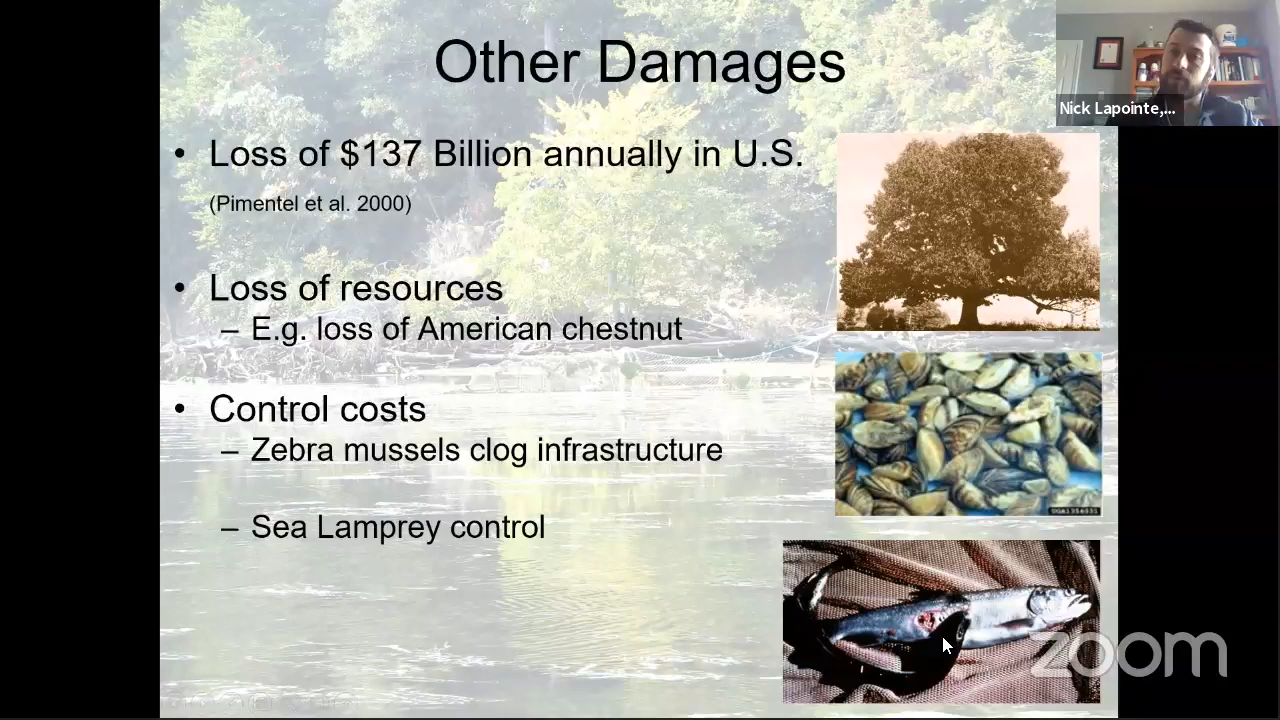 Other Damages
Nick Lapointe,...
• Loss of $137 Billion annually in U.S.
(Pimentel et al. 2000)
• Loss of resources
– E.g. loss of American chestnut
• Control costs
– Zebra mussels clog infrastructure
– Sea Lamprey control
zoom